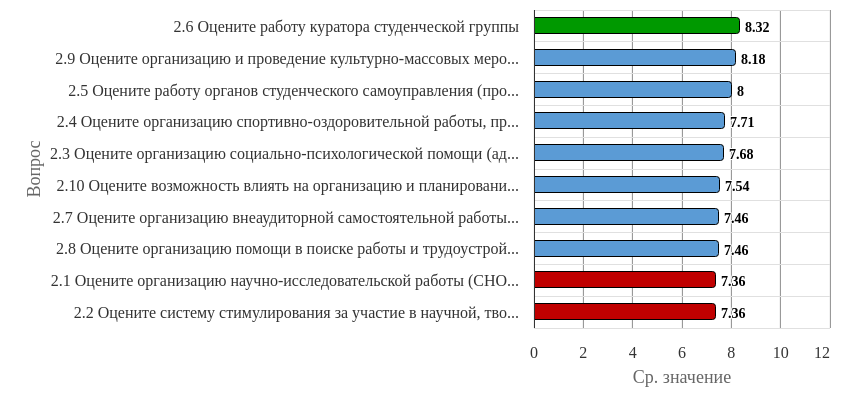 2.6 Оцените работу куратора студенческой группы 8.32
2.9 Оцените организацию и проведение культурно-массовых меро... 8.18
2.5 Оцените работу органов студенческого самоуправления (про... 8
2.4 Оцените организацию спортивно-оздоровительной работы, пр... 7.71
2.3 Оцените организацию социально-психологической помощи (ад... 7.68
2.10 Оцените возможность влиять на организацию и планировани... 7.54
2.7 Оцените организацию внеаудиторной самостоятельной работы... 7.46
2.8 Оцените организацию помощи в поиске работы и трудоустрой... 7.46
2.1 Оцените организацию научно-исследовательской работы (СНО... 7.36
2.2 Оцените систему стимулирования за участие в научной, тво... 7.36
Вопрос
0 2 4 6 8 10 12
Ср. значение